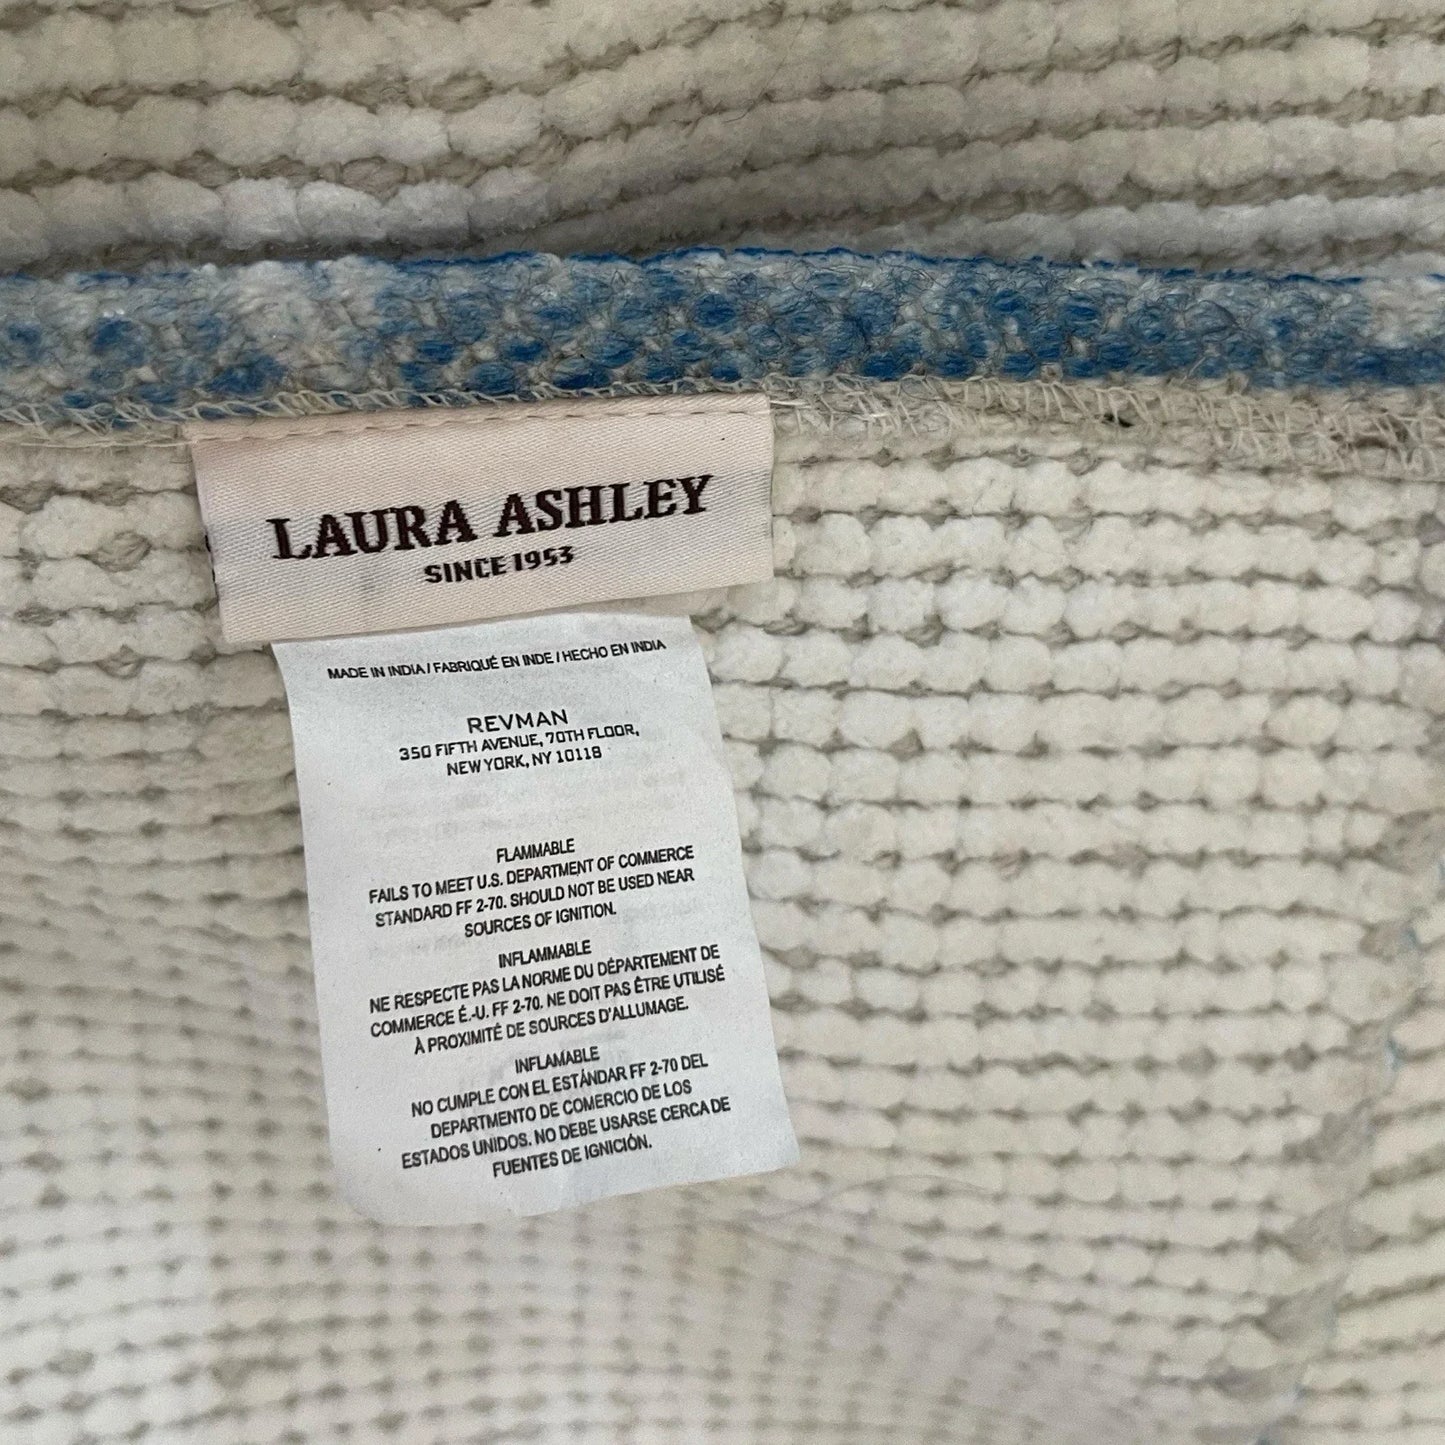 LAURA ASHLEY
SINCE 1953
MADE IN INDIA / FABRIQUÉ EN INDE / HECHO EN INDIA
REVMAN
350 FIFTH AVENUE, 70TH FLOOR,
NEW YORK, NY 10118
FLAMMABLE
FAILS TO MEET U.S. DEPARTMENT OF COMMERCE
STANDARD FF 2-70. SHOULD NOT BE USED NEAR
SOURCES OF IGNITION.
INFLAMMABLE
NE RESPECTE PAS LA NORME DU DÉPARTEMENT DE
COMMERCE É.-U. FF 2-70. NE DOIT PAS ÊTRE UTILISÉ
À PROXIMITÉ DE SOURCES D'ALLUMAGE.
INFLAMABLE
NO CUMPLE CON EL ESTÁNDAR FF 2-70 DEL
DEPARTMENTO DE COMERCIO DE LOS
ESTADOS UNIDOS. NO DEBE USARSE CERCA DE
FUENTES DE IGNICIÓN.